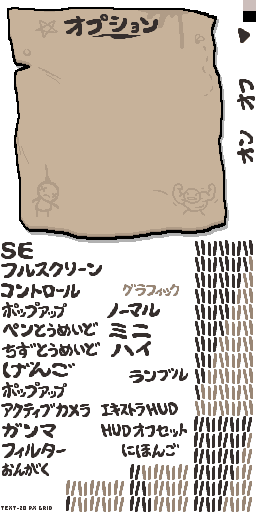 オプション
オン オフ
SE
フルスクリーン
コントロール グラフィック
ポップアップ ノーマル
ペンとうめいど ミニ
ちずとうめいど ハイ
げんご ランブル
ポップアップ
アクティブカメラ エキストラHUD
ガンマ HUDオフセット
フィルター にほんご
おんがく
TEXT-20 PX GRID